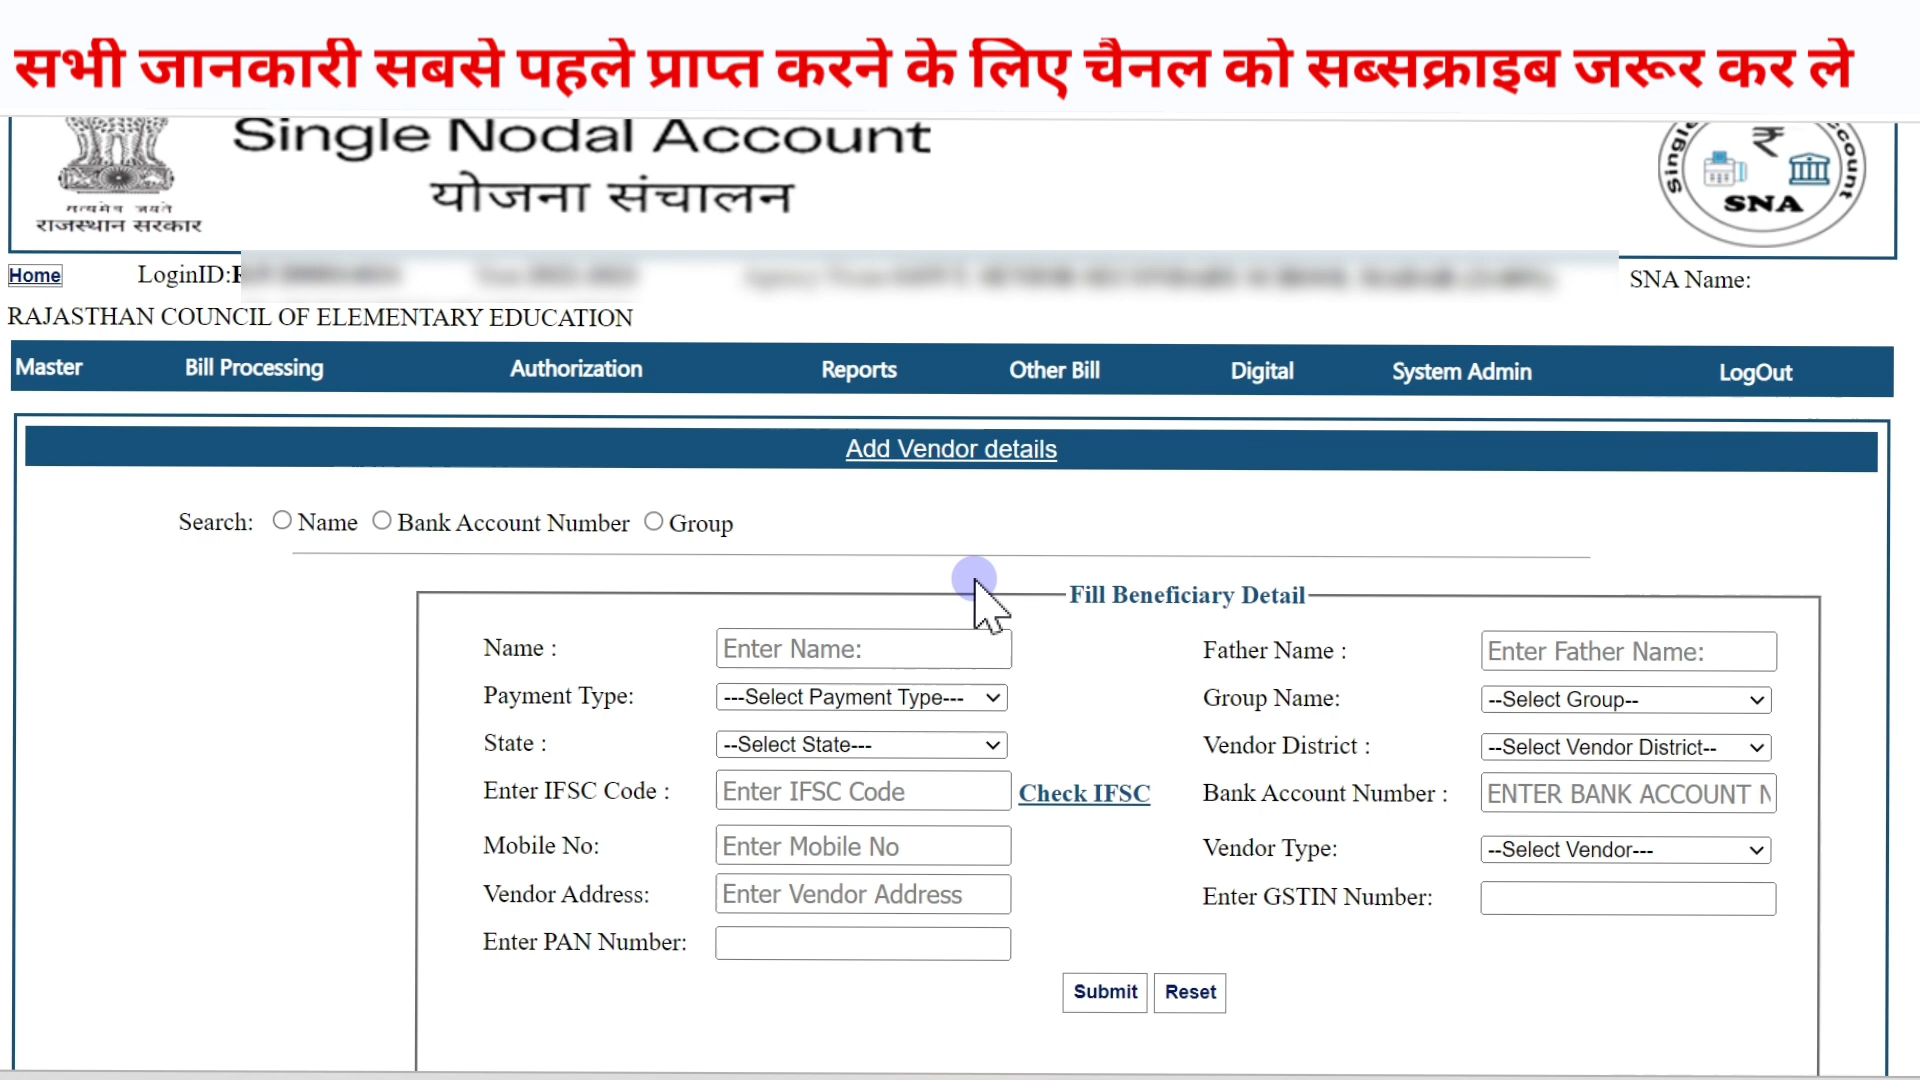 सभी जानकारी सबसे पहले प्राप्त करने के लिए चैनल को सब्सक्राइब जरूर कर ले
Single Nodal Account
योजना संचालन
सत्यमेव जयते
राजस्थान सरकार
Single Account
₹
SNA
Home LoginID: SNA Name:
RAJASTHAN COUNCIL OF ELEMENTARY EDUCATION
Master Bill Processing Authorization Reports Other Bill Digital System Admin LogOut
Add Vendor details
Search: Name Bank Account Number Group
Fill Beneficiary Detail
Name : Enter Name: Father Name : Enter Father Name:
Payment Type: ---Select Payment Type--- Group Name: --Select Group--
State : --Select State--- Vendor District : --Select Vendor District--
Enter IFSC Code : Enter IFSC Code Check IFSC Bank Account Number : ENTER BANK ACCOUNT N
Mobile No: Enter Mobile No Vendor Type: --Select Vendor---
Vendor Address: Enter Vendor Address Enter GSTIN Number:
Enter PAN Number:
Submit Reset